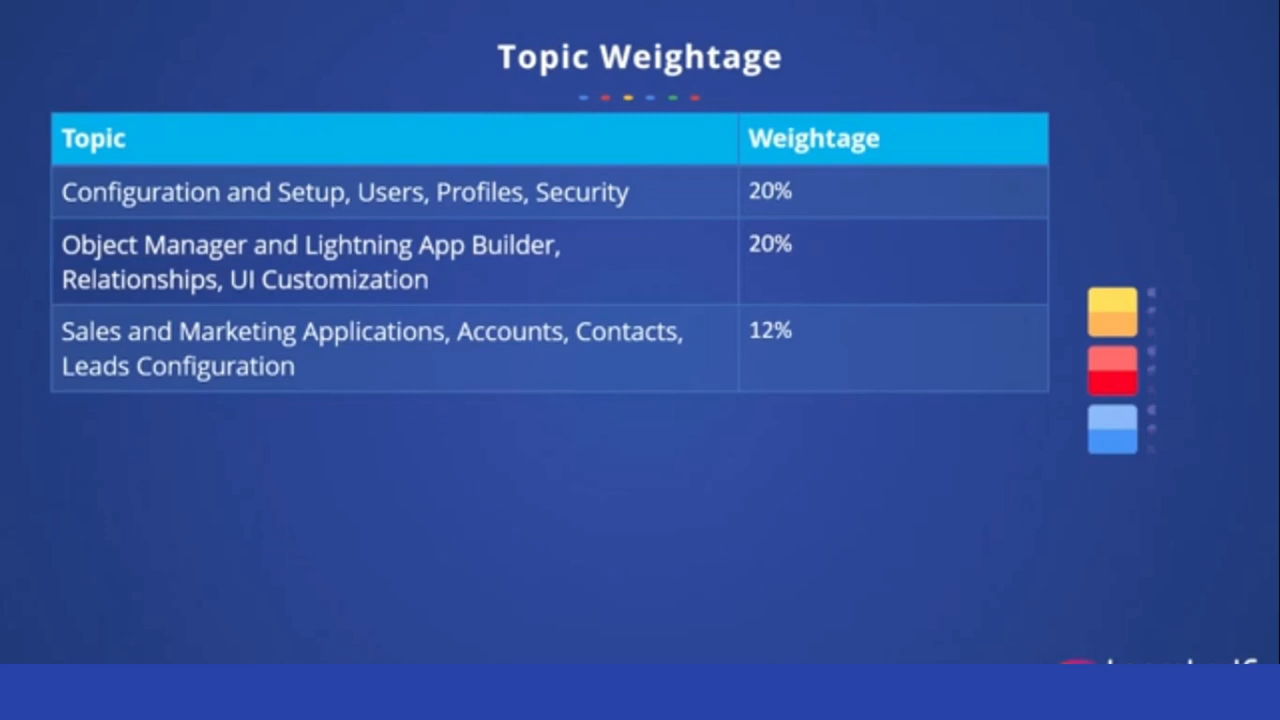 Topic Weightage
Topic Weightage
Configuration and Setup, Users, Profiles, Security 20%
Object Manager and Lightning App Builder, 20%
Relationships, UI Customization
Sales and Marketing Applications, Accounts, Contacts, 12%
Leads Configuration